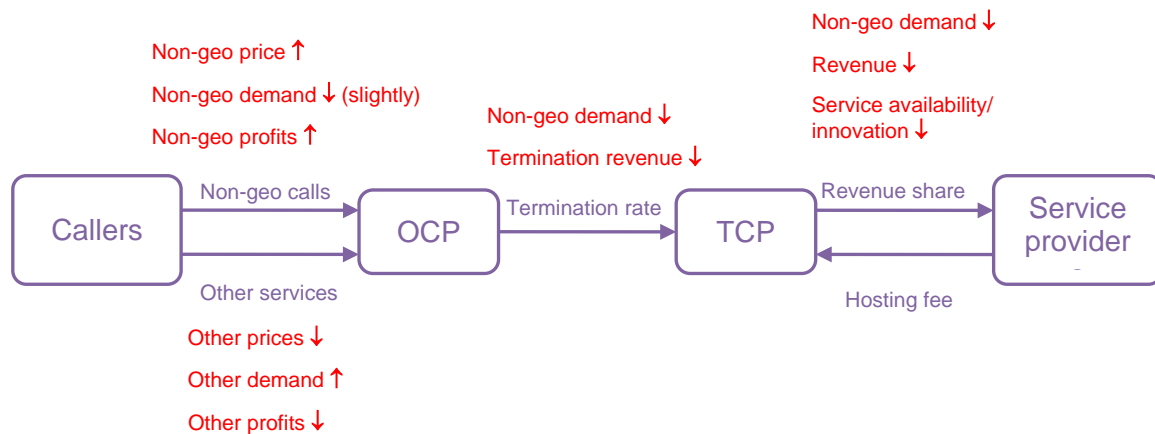 Non-geo price ↑
Non-geo demand ↓ (slightly)
Non-geo profits ↑
Non-geo demand ↓
Termination revenue ↓
Non-geo demand ↓
Revenue ↓
Service availability/
innovation ↓
Callers
Non-geo calls
Other services
OCP
Termination rate
TCP
Revenue share
Hosting fee
Service
provider
Other prices ↓
Other demand ↑
Other profits ↓